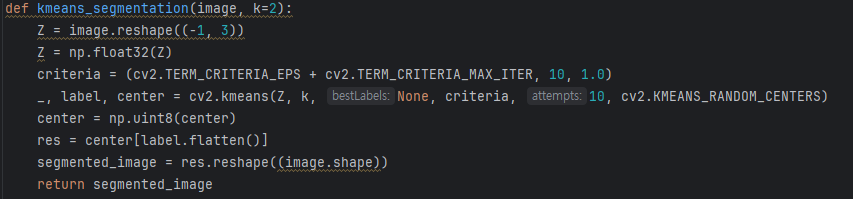 def kmeans_segmentation(image, k=2):
    Z = image.reshape((-1, 3))
    Z = np.float32(Z)
    criteria = (cv2.TERM_CRITERIA_EPS + cv2.TERM_CRITERIA_MAX_ITER, 10, 1.0)
    _, label, center = cv2.kmeans(Z, k, bestLabels: None, criteria, attempts: 10, cv2.KMEANS_RANDOM_CENTERS)
    center = np.uint8(center)
    res = center[label.flatten()]
    segmented_image = res.reshape((image.shape))
    return segmented_image